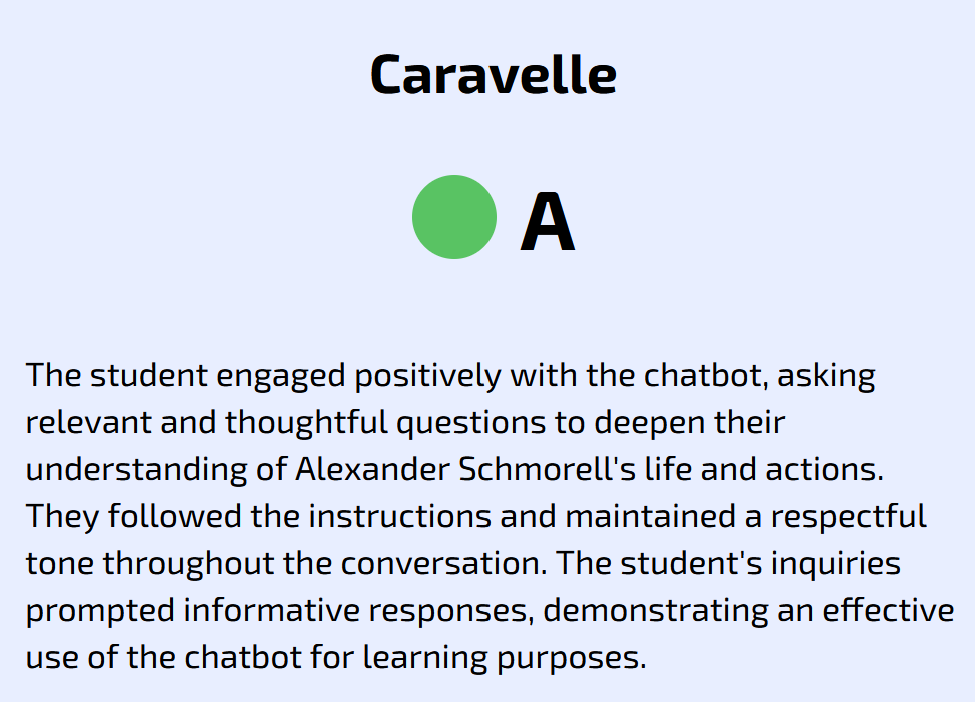 Caravelle
A
The student engaged positively with the chatbot, asking
relevant and thoughtful questions to deepen their
understanding of Alexander Schmorell's life and actions.
They followed the instructions and maintained a respectful
tone throughout the conversation. The student's inquiries
prompted informative responses, demonstrating an effective
use of the chatbot for learning purposes.